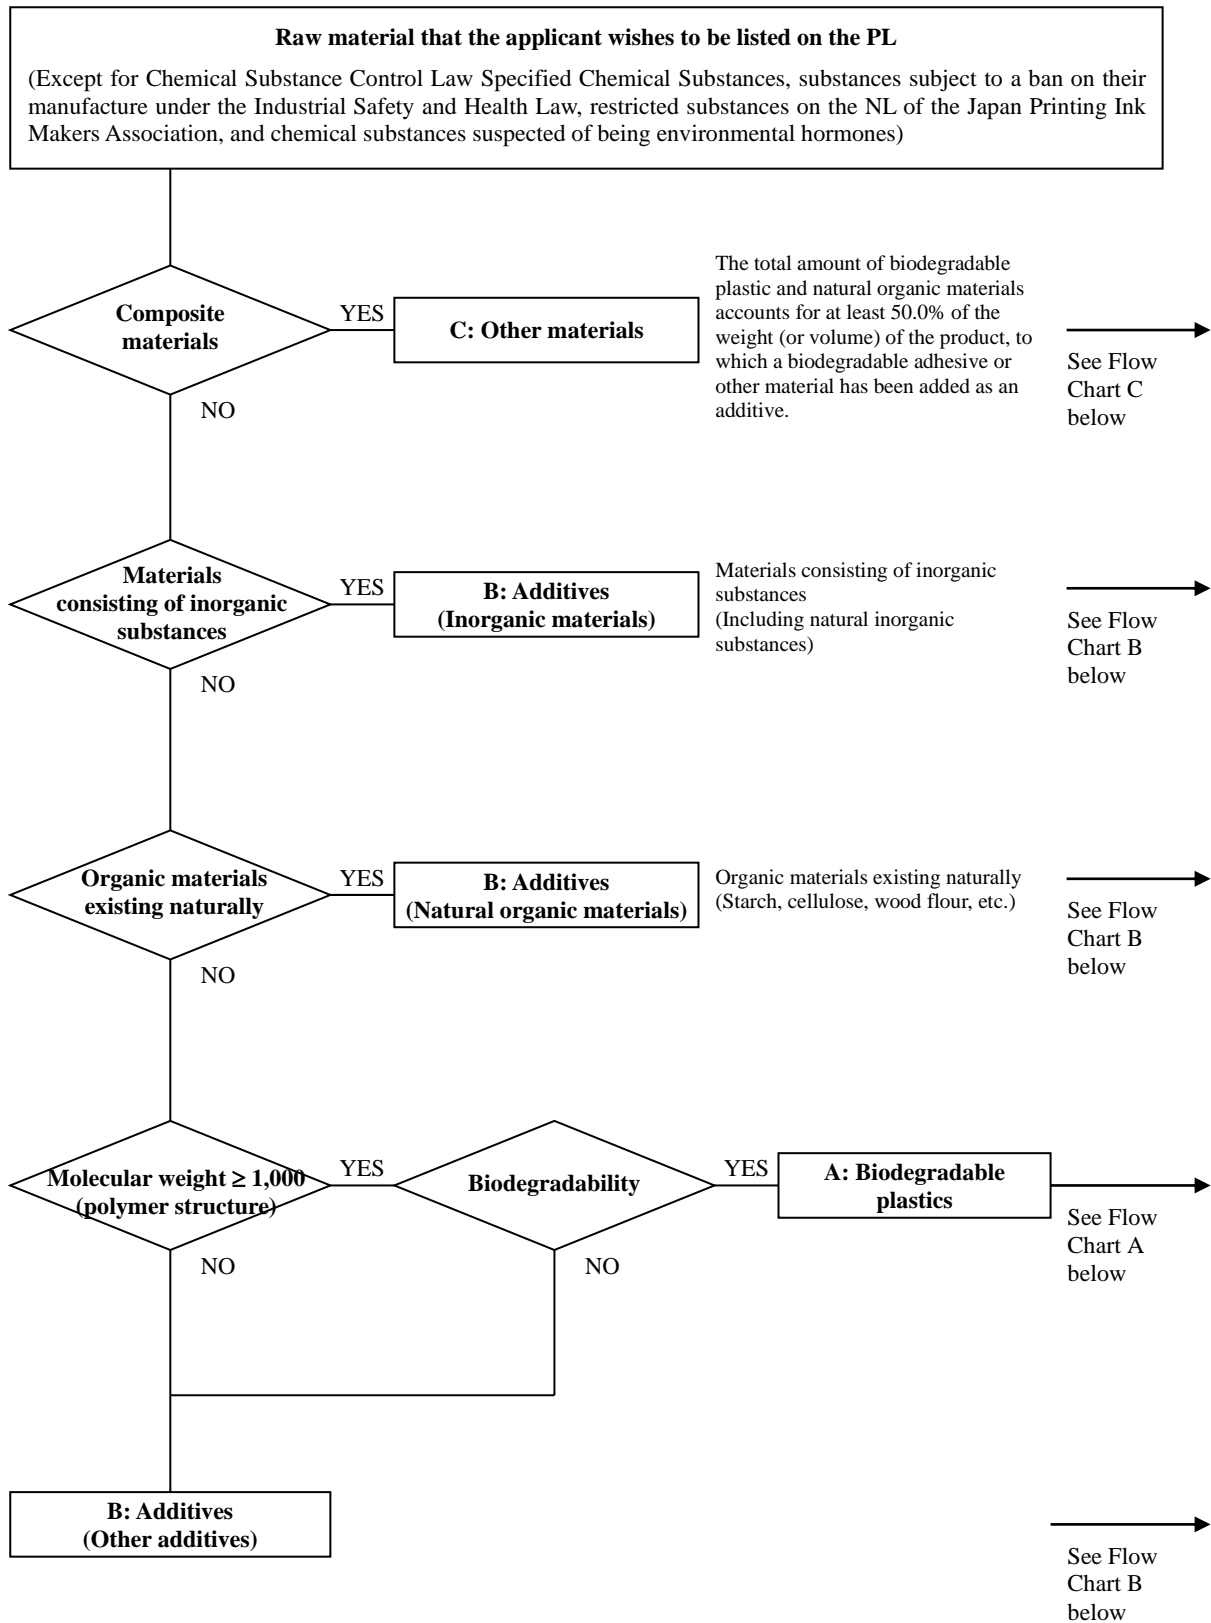 Raw material that the applicant wishes to be listed on the PL
(Except for Chemical Substance Control Law Specified Chemical Substances, substances subject to a ban on their
manufacture under the Industrial Safety and Health Law, restricted substances on the NL of the Japan Printing Ink
Makers Association, and chemical substances suspected of being environmental hormones)
Composite
materials
YES
C: Other materials
The total amount of biodegradable
plastic and natural organic materials
accounts for at least 50.0% of the
weight (or volume) of the product, to
which a biodegradable adhesive or
other material has been added as an
additive.
See Flow
Chart C
below
NO
Materials
consisting of inorganic
substances
YES
B: Additives
(Inorganic materials)
Materials consisting of inorganic
substances
(Including natural inorganic
substances)
See Flow
Chart B
below
NO
Organic materials
existing naturally
YES
B: Additives
(Natural organic materials)
Organic materials existing naturally
(Starch, cellulose, wood flour, etc.)
See Flow
Chart B
below
NO
Molecular weight ≥ 1,000
(polymer structure)
YES
Biodegradability
YES
A: Biodegradable
plastics
See Flow
Chart A
below
NO
NO
B: Additives
(Other additives)
See Flow
Chart B
below